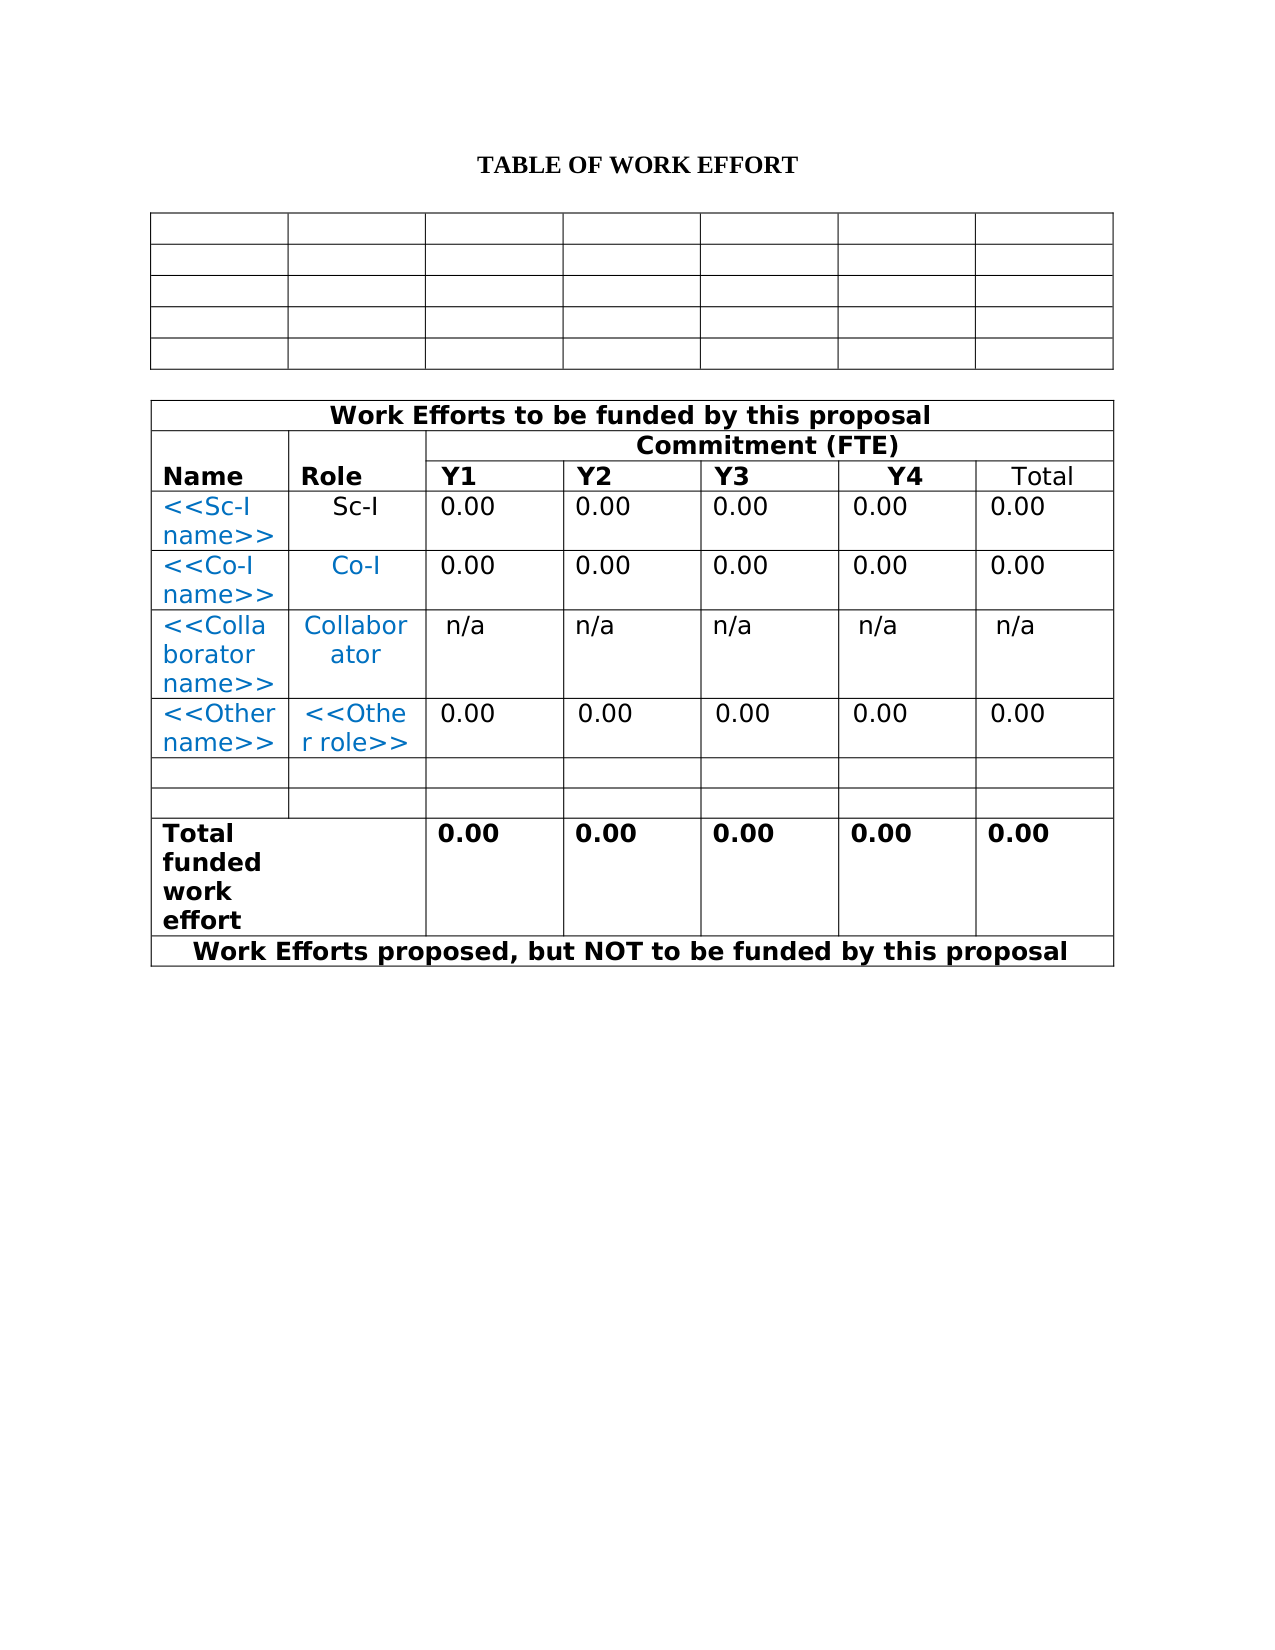 TABLE OF WORK EFFORT
Work Efforts to be funded by this proposal
Commitment (FTE)
Name Role Y1 Y2 Y3 Y4 Total
<<Sc-I Sc-I 0.00 0.00 0.00 0.00 0.00
name>>
<<Co-I Co-I 0.00 0.00 0.00 0.00 0.00
name>>
<<Colla Collabor n/a n/a n/a n/a n/a
borator ator
name>>
<<Other <<Othe 0.00 0.00 0.00 0.00 0.00
name>> r role>>
Total 0.00 0.00 0.00 0.00 0.00
funded
work
effort
Work Efforts proposed, but NOT to be funded by this proposal